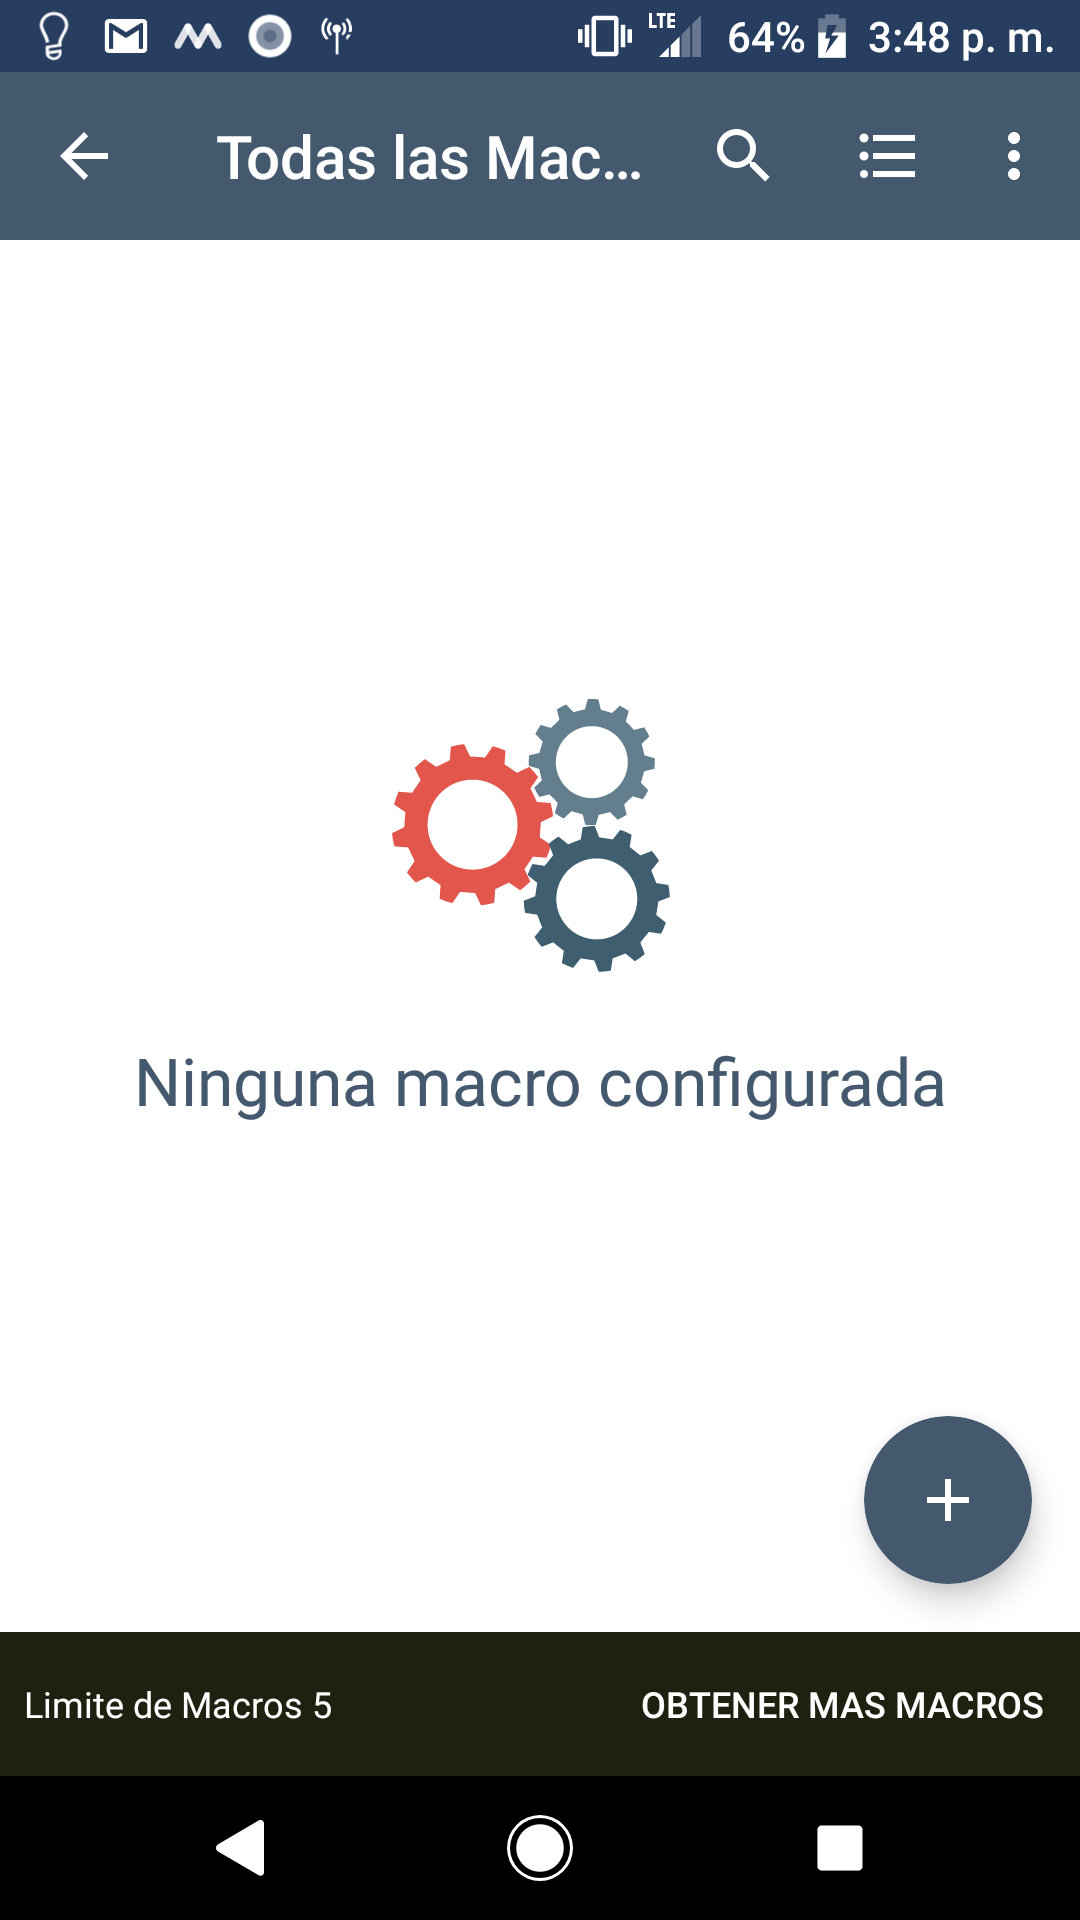 LTE 64% 3:48 p. m.
Todas las Mac...
Ninguna macro configurada
Limite de Macros 5 OBTENER MAS MACROS